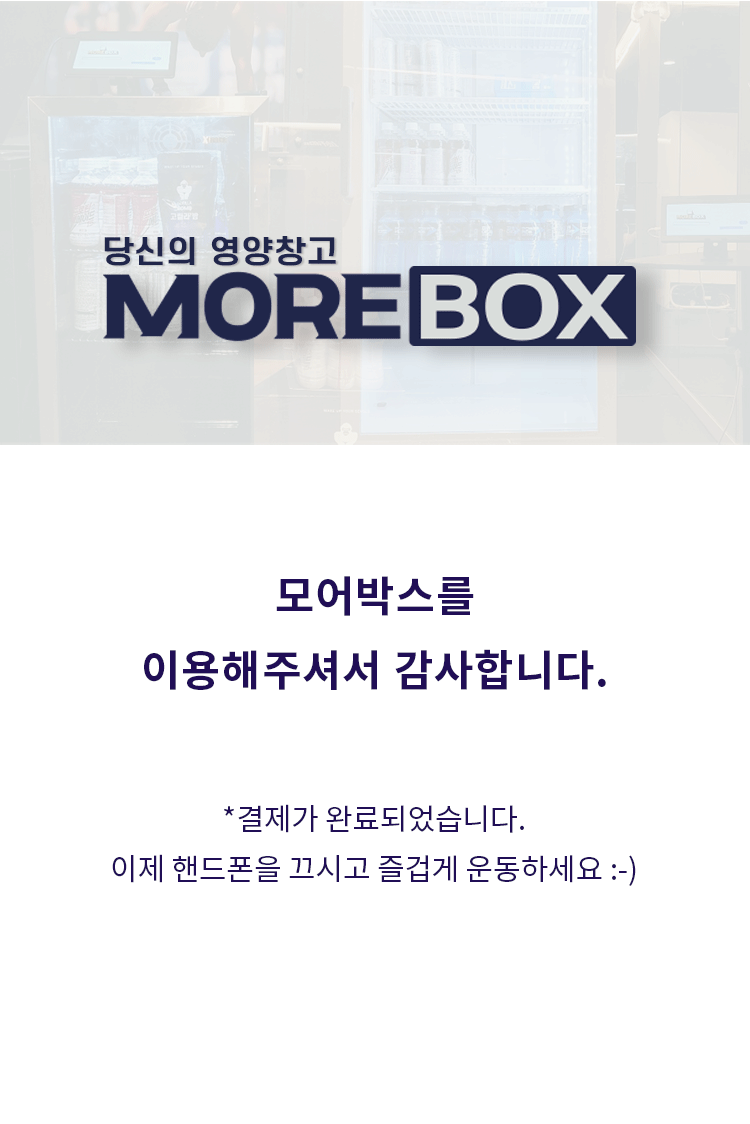 당신의 영양창고
MOREBOX
모어박스를
이용해주셔서 감사합니다.
*결제가 완료되었습니다.
이제 핸드폰을 끄시고 즐겁게 운동하세요 :-)